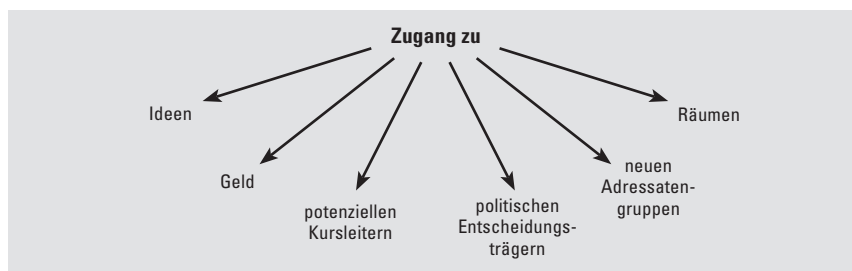 Zugang zu
Ideen
Geld
potenziellen
Kursleitern
politischen
Entscheidungs-
trägern
neuen
Adressaten-
gruppen
Räumen